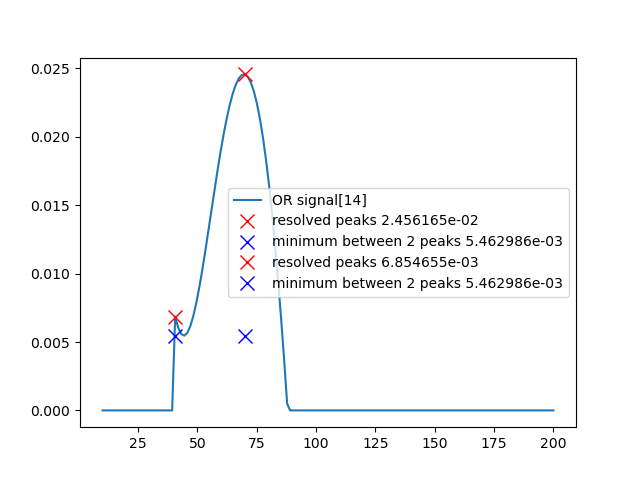 0.025
0.020
0.015
0.010
0.005
0.000
OR signal[14]
resolved peaks 2.456165e-02
minimum between 2 peaks 5.462986e-03
resolved peaks 6.854655e-03
minimum between 2 peaks 5.462986e-03
25 50 75 100 125 150 175 200